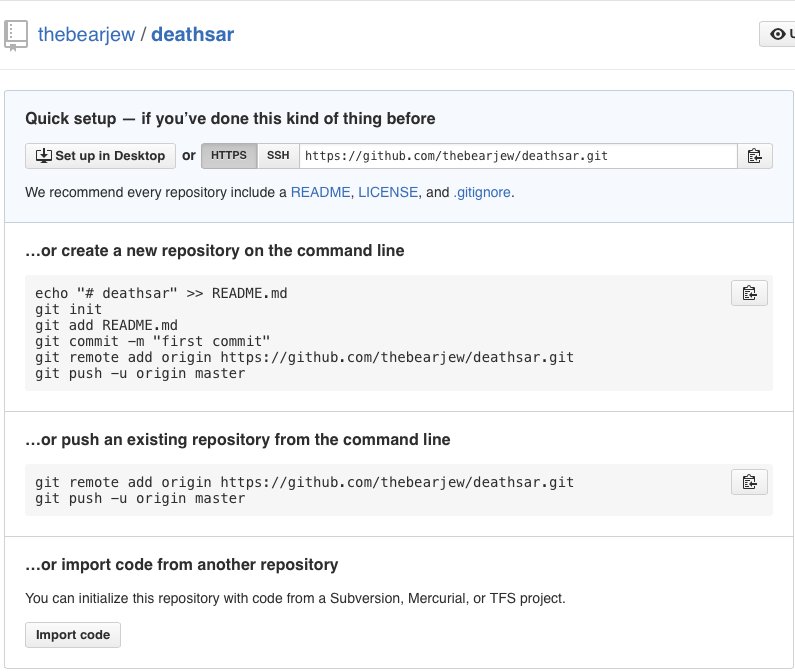 thebearjew / deathsar
U
Quick setup — if you’ve done this kind of thing before
Set up in Desktop or HTTPS SSH https://github.com/thebearjew/deathsar.git
We recommend every repository include a README, LICENSE, and .gitignore.
…or create a new repository on the command line
echo "# deathsar" >> README.md
git init
git add README.md
git commit -m "first commit"
git remote add origin https://github.com/thebearjew/deathsar.git
git push -u origin master
…or push an existing repository from the command line
git remote add origin https://github.com/thebearjew/deathsar.git
git push -u origin master
…or import code from another repository
You can initialize this repository with code from a Subversion, Mercurial, or TFS project.
Import code